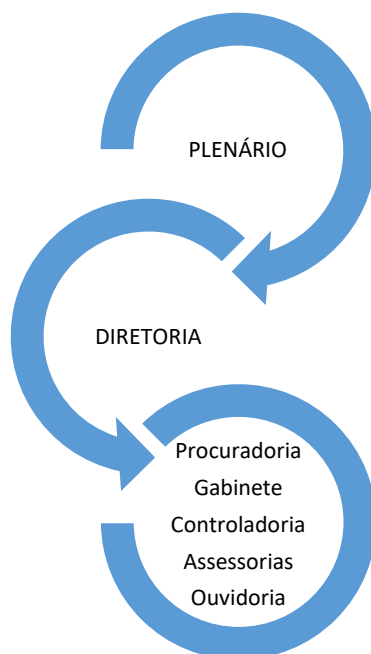 PLENÁRIO
DIRETORIA
Procuradoria
Gabinete
Controladoria
Assessorias
Ouvidoria